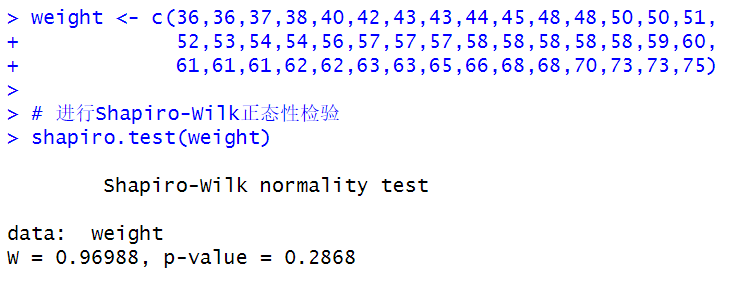 > weight <- c(36,36,37,38,40,42,43,43,44,45,48,48,50,50,51,
+             52,53,54,54,56,57,57,57,58,58,58,58,58,59,60,
+             61,61,61,62,62,63,63,65,66,68,68,70,73,73,75)
>
> # 进行Shapiro-Wilk正态性检验
> shapiro.test(weight)
Shapiro-Wilk normality test
data:  weight
W = 0.96988, p-value = 0.2868